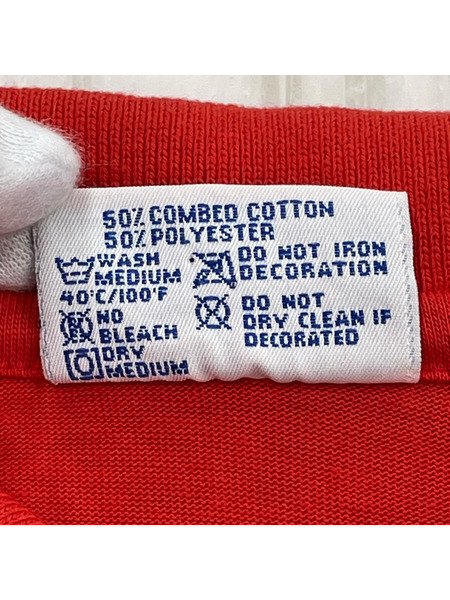 50% COMBED COTTON
50% POLYESTER
WASH
MEDIUM
40°C/100°F
NO
BLEACH
DRY
MEDIUM
DO NOT IRON
DECORATION
DO NOT
DRY CLEAN IF
DECORATED